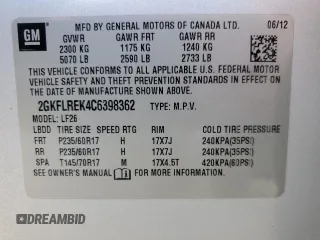 GM
MFD BY GENERAL MOTORS OF CANADA LTD. 06/12
GVWR GAWR FRT GAWR RR
2300 KG 1175 KG 1240 KG
5070 LB 2590 LB 2733 LB
THIS VEHICLE CONFORMS TO ALL APPLICABLE U.S. FEDERAL MOTOR VEHICLE
SAFETY AND THEFT PREVENTION STANDARDS IN EFFECT ON
THE DATE OF MANUFACTURE SHOWN ABOVE.
2GKFLREK4C6398362 TYPE: M.P.V.
MODEL: LF26
LBDD TIRE SIZE SPEED RTG RIM COLD TIRE PRESSURE
FRT P235/60R17 H 17X7J 240KPA(35PSI)
RR P235/60R17 H 17X7J 240KPA(35PSI)
SPA T145/70R17 M 17X4.5T 420KPA(60PSI)
SEE OWNER'S MANUAL FOR ADDITIONAL INFORMATION.
DREAMBID